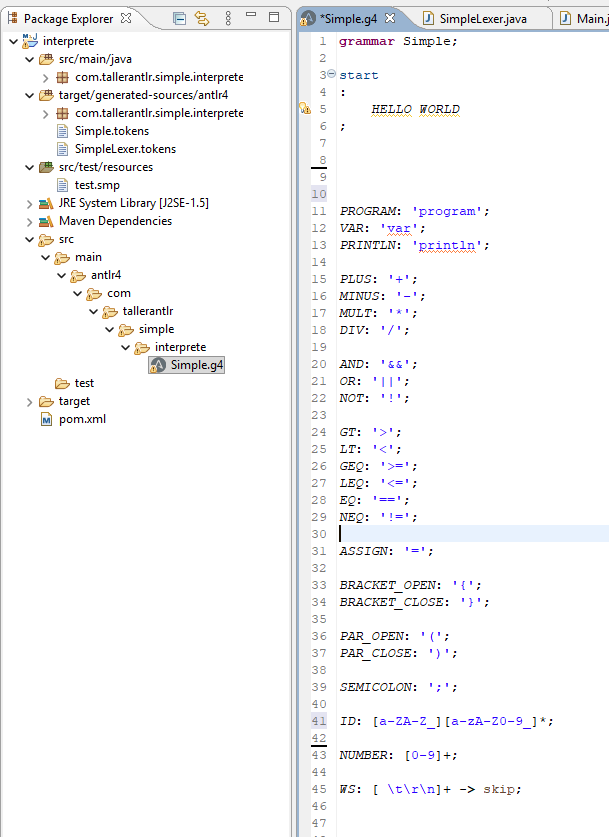 Package Explorer
interprete
src/main/java
com.tallerantlr.simple.interprete
target/generated-sources/antlr4
com.tallerantlr.simple.interprete
Simple.tokens
SimpleLexer.tokens
src/test/resources
test.smp
JRE System Library [J2SE-1.5]
Maven Dependencies
src
main
antlr4
com
tallerantlr
simple
interprete
Simple.g4
test
target
pom.xml
*Simple.g4 SimpleLexer.java Main.j
1 grammar Simple;
2
3 start
4 :
5 HELLO WORLD
6 ;
7
8
9
10
11 PROGRAM: 'program';
12 VAR: 'var';
13 PRINTLN: 'println';
14
15 PLUS: '+';
16 MINUS: '-';
17 MULT: '*';
18 DIV: '/';
19
20 AND: '&&';
21 OR: '||';
22 NOT: '!';
23
24 GT: '>';
25 LT: '<';
26 GEQ: '>=';
27 LEQ: '<=';
28 EQ: '==';
29 NEQ: '!=';
30
31 ASSIGN: '=';
32
33 BRACKET_OPEN: '{';
34 BRACKET_CLOSE: '}';
35
36 PAR_OPEN: '(';
37 PAR_CLOSE: ')';
38
39 SEMICOLON: ';';
40
41 ID: [a-ZA-Z_][a-zA-Z0-9_]*;
42
43 NUMBER: [0-9]+;
44
45 WS: [ \t\r\n]+ -> skip;
46
47
48